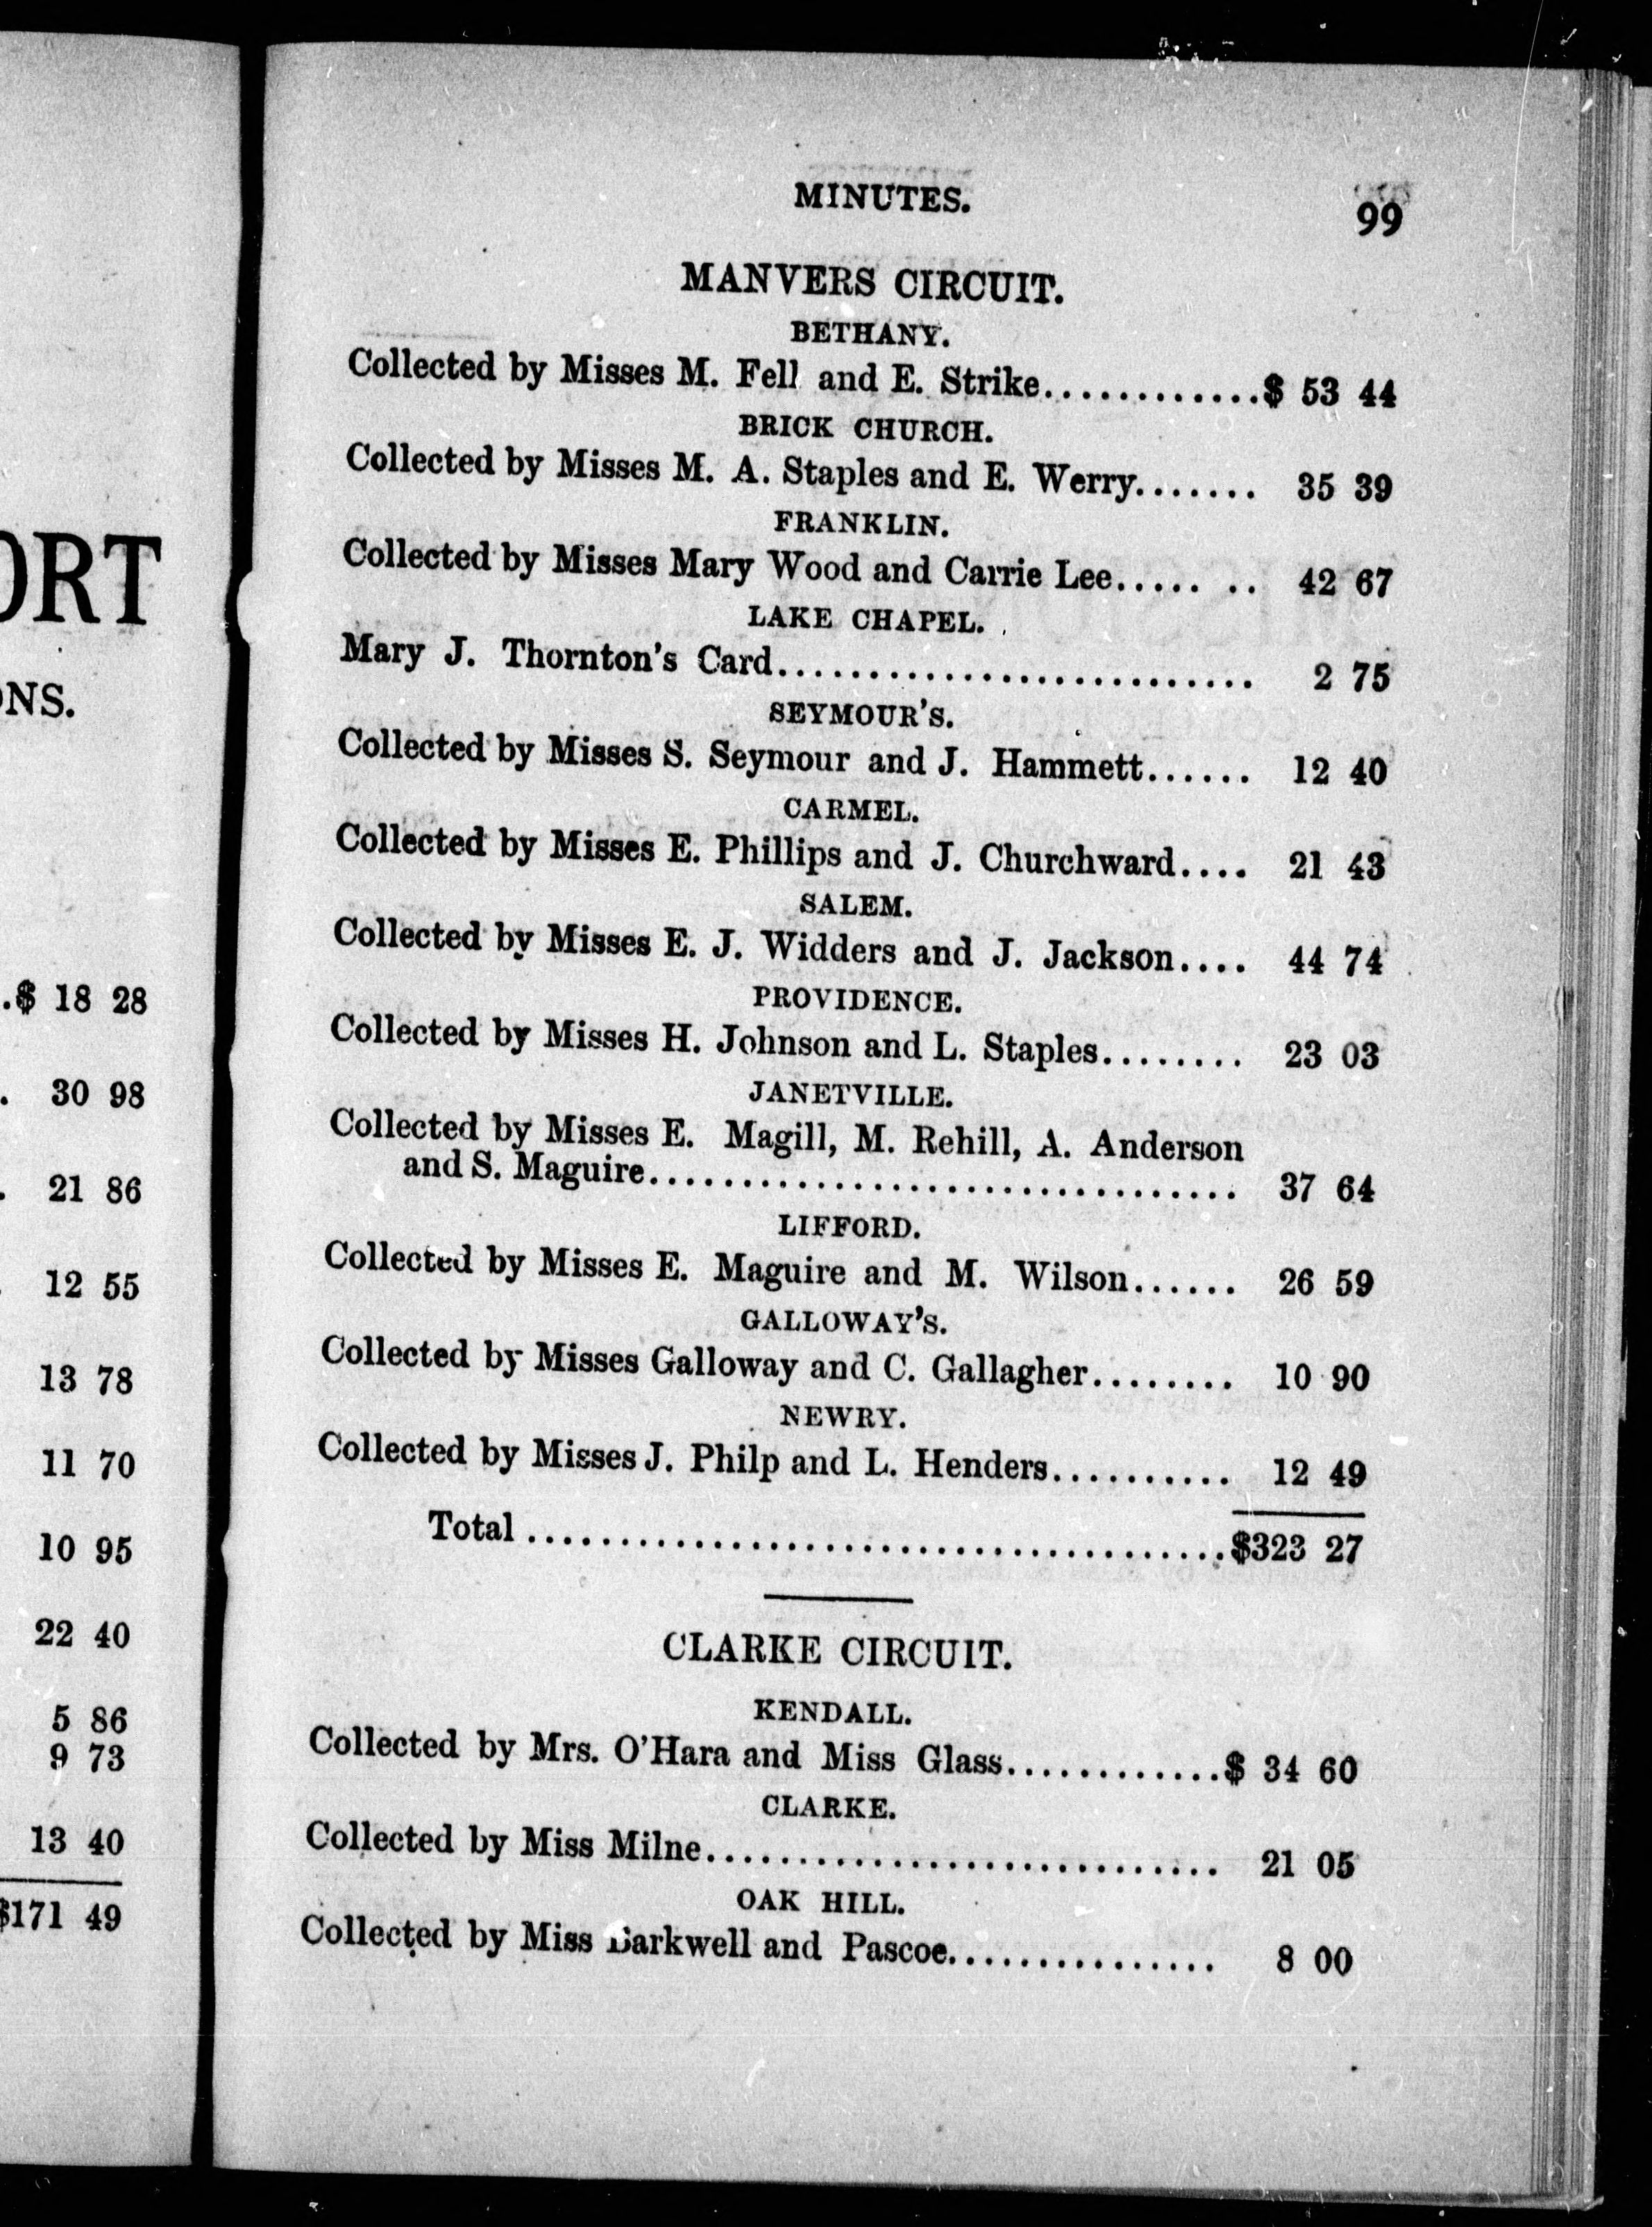 ORT
NS.
.$ 18 28
. 30 98
. 21 86
12 55
13 78
11 70
10 95
22 40
5 86
9 73
13 40
$171 49
MINUTES.
99
MANVERS CIRCUIT.
BETHANY.
Collected by Misses M. Fell and E. Strike............$ 53 44
BRICK CHURCH.
Collected by Misses M. A. Staples and E. Werry....... 35 39
FRANKLIN.
Collected by Misses Mary Wood and Carrie Lee..... .. 42 67
LAKE CHAPEL.
Mary J. Thornton's Card........................... 2 75
SEYMOUR'S.
Collected by Misses S. Seymour and J. Hammett...... 12 40
CARMEL.
Collected by Misses E. Phillips and J. Churchward.... 21 43
SALEM.
Collected by Misses E. J. Widders and J. Jackson.... 44 74
PROVIDENCE.
Collected by Misses H. Johnson and L. Staples........ 23 03
JANETVILLE.
Collected by Misses E. Magill, M. Rehill, A. Anderson
and S. Maguire................................. 37 64
LIFFORD.
Collected by Misses E. Maguire and M. Wilson...... 26 59
GALLOWAY'S.
Collected by Misses Galloway and C. Gallagher........ 10 90
NEWRY.
Collected by Misses J. Philp and L. Henders.......... 12 49
Total .......................................$323 27
CLARKE CIRCUIT.
KENDALL.
Collected by Mrs. O'Hara and Miss Glass............$ 34 60
CLARKE.
Collected by Miss Milne............................. 21 05
OAK HILL.
Collected by Miss Barkwell and Pascoe............... 8 00